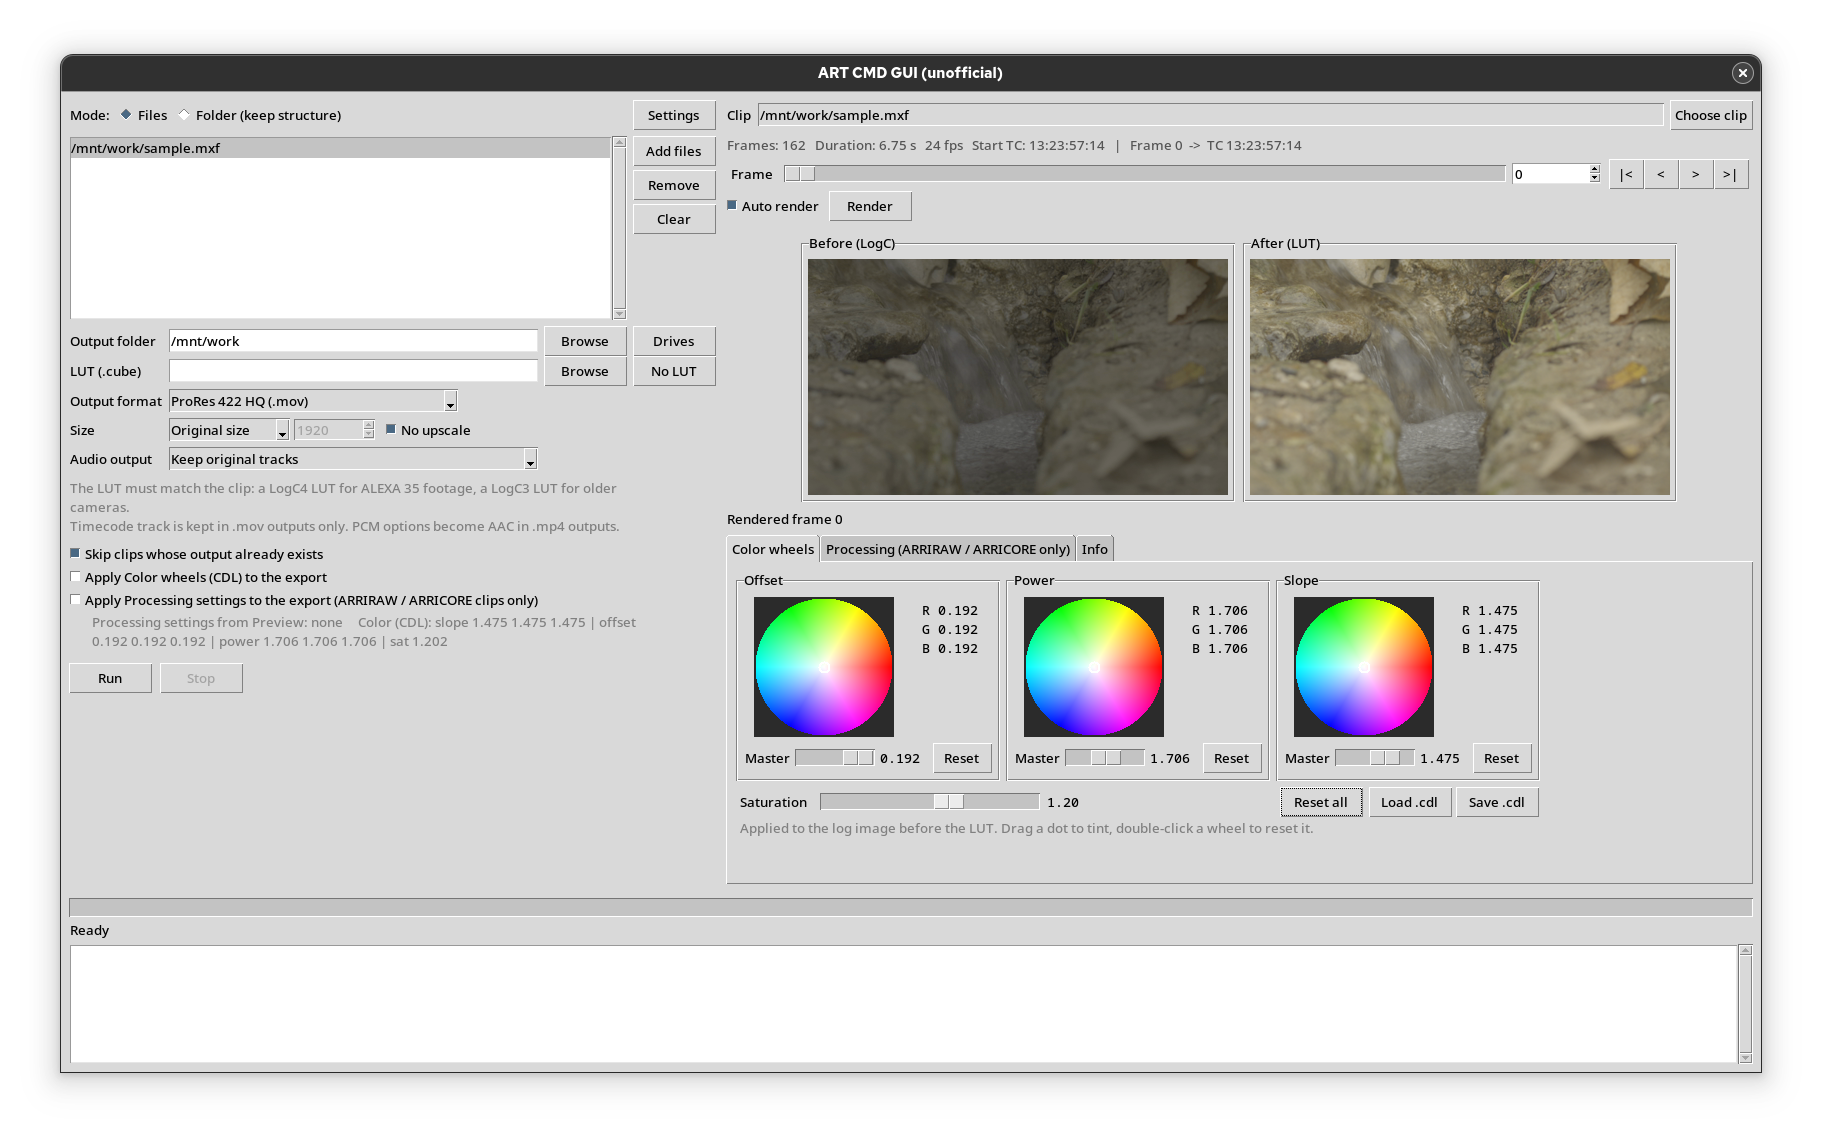 ART CMD GUI (unofficial)
Mode: Files Folder (keep structure)
Settings
/mnt/work/sample.mxf
Add files
Remove
Clear
Output folder /mnt/work Browse Drives
LUT (.cube) Browse No LUT
Output format ProRes 422 HQ (.mov)
Size Original size 1920 No upscale
Audio output Keep original tracks
The LUT must match the clip: a LogC4 LUT for ALEXA 35 footage, a LogC3 LUT for older
cameras.
Timecode track is kept in .mov outputs only. PCM options become AAC in .mp4 outputs.
Skip clips whose output already exists
Apply Color wheels (CDL) to the export
Apply Processing settings to the export (ARRIRAW / ARRICORE clips only)
Processing settings from Preview: none Color (CDL): slope 1.475 1.475 1.475 | offset
0.192 0.192 0.192 | power 1.706 1.706 1.706 | sat 1.202
Run Stop
Clip /mnt/work/sample.mxf Choose clip
Frames: 162 Duration: 6.75 s 24 fps Start TC: 13:23:57:14 | Frame 0 -> TC 13:23:57:14
Frame 0 |< < > >|
Auto render Render
Before (LogC) After (LUT)
Rendered frame 0
Color wheels Processing (ARRIRAW / ARRICORE only) Info
Offset
R 0.192
G 0.192
B 0.192
Master 0.192 Reset
Power
R 1.706
G 1.706
B 1.706
Master 1.706 Reset
Slope
R 1.475
G 1.475
B 1.475
Master 1.475 Reset
Saturation 1.20 Reset all Load .cdl Save .cdl
Applied to the log image before the LUT. Drag a dot to tint, double-click a wheel to reset it.
Ready